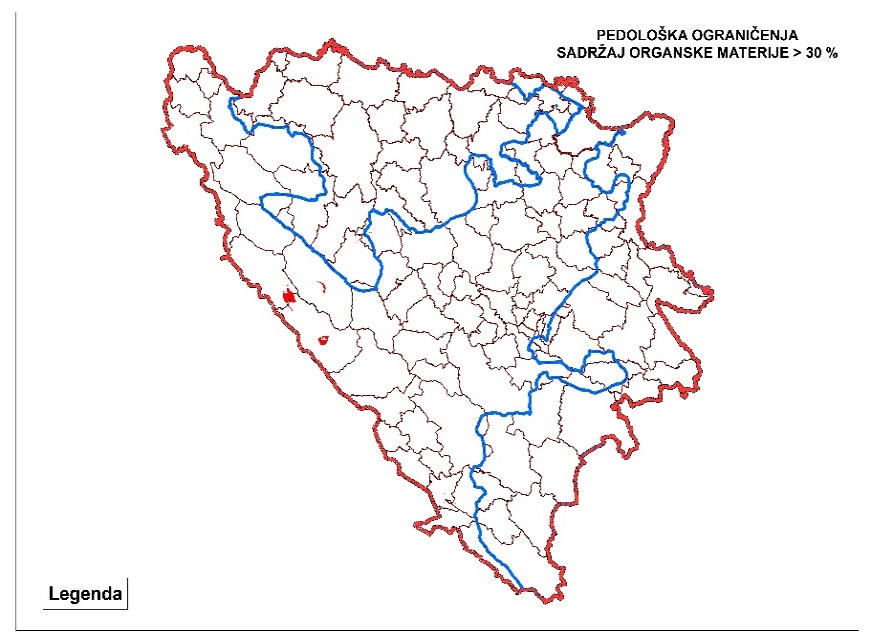 PEDOLOŠKA OGRANIČENJA
SADRŽAJ ORGANSKE MATERIJE > 30 %
Legenda